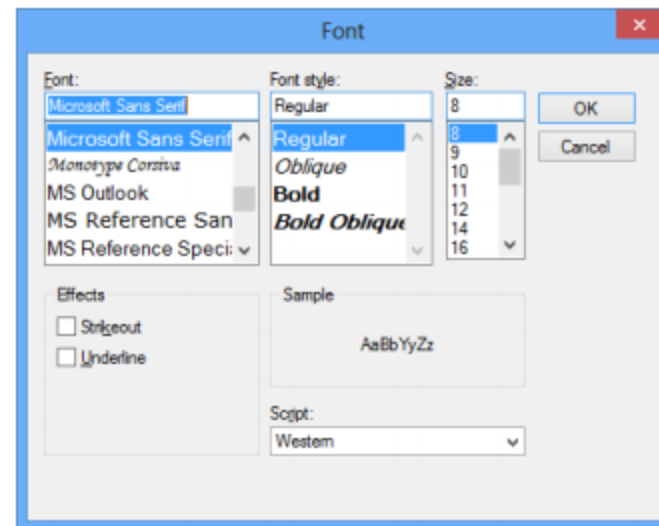 Font
Font:
Font style:
Size:
Microsoft Sans Serif
Regular
8
OK
Cancel
Microsoft Sans Serif
Monotype Corsiva
MS Outlook
MS Reference San
MS Reference Speci
Regular
Oblique
Bold
Bold Oblique
8
9
10
11
12
14
16
Effects
Strikeout
Underline
Sample
AaBbYyZz
Script:
Western